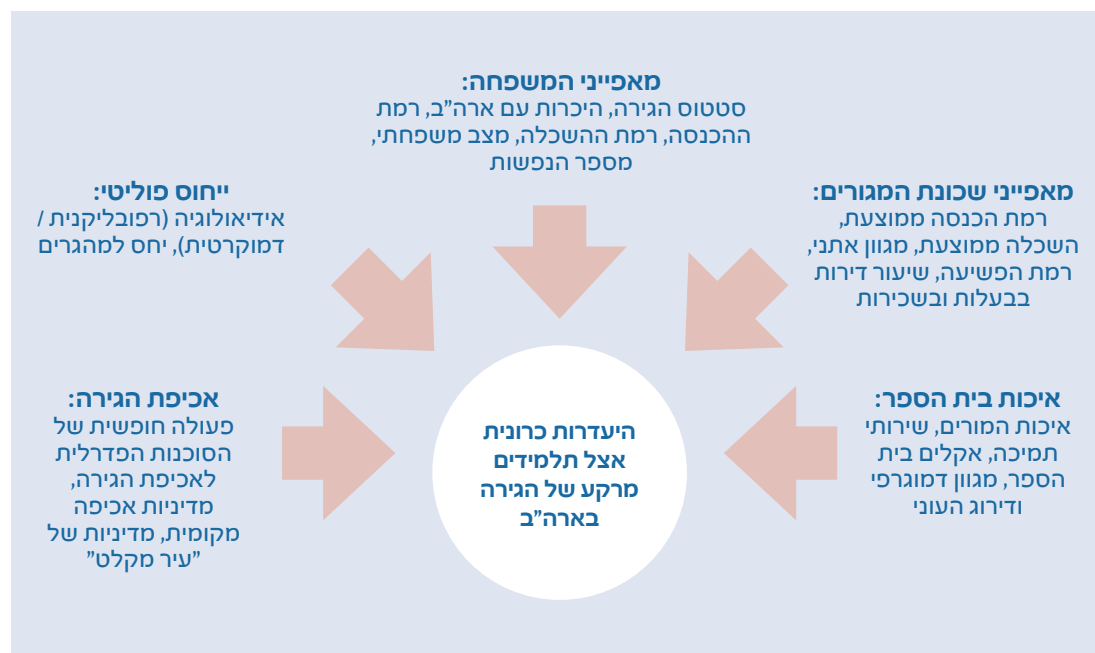 מאפייני המשפחה:
סטטוס הגירה, היכרות עם ארה"ב, רמת
ההכנסה, רמת ההשכלה, מצב משפחתי,
מספר הנפשות
מאפייני שכונת המגורים:
רמת הכנסה ממוצעת,
השכלה ממוצעת, מגוון אתני,
רמת הפשיעה, שיעור דירות
בבעלות ובשכירות
ייחוס פוליטי:
אידיאולוגיה (רפובליקנית /
דמוקרטית), יחס למהגרים
איכות בית הספר:
איכות המורים, שירותי
תמיכה, אקלים בית
הספר, מגוון דמוגרפי
ודירוג העוני
היעדרות כרונית
אצל תלמידים
מרקע של הגירה
בארה"ב
אכיפת הגירה:
פעולה חופשית של
הסוכנות הפדרלית
לאכיפת הגירה,
מדיניות אכיפה
מקומית, מדיניות של
"עיר מקלט"